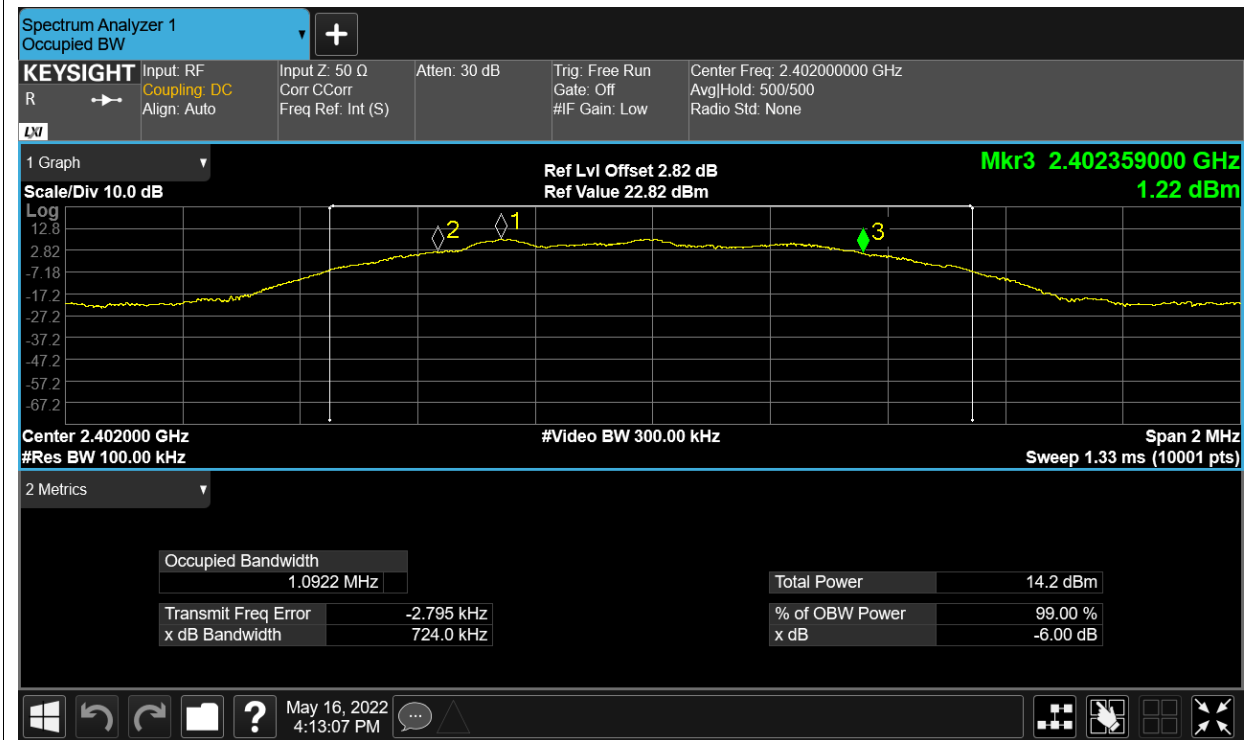 Spectrum Analyzer 1
Occupied BW
▼
+
KEYSIGHT
R
LXI
Input: RF
Coupling: DC
Align: Auto
Input Z: 50 Ω
Corr CCorr
Freq Ref: Int (S)
Atten: 30 dB
Trig: Free Run
Gate: Off
#IF Gain: Low
Center Freq: 2.402000000 GHz
Avg|Hold: 500/500
Radio Std: None
1 Graph ▼
Scale/Div 10.0 dB
Ref Lvl Offset 2.82 dB
Ref Value 22.82 dBm
Mkr3 2.402359000 GHz
1.22 dBm
Log
12.8
2.82
-7.18
-17.2
-27.2
-37.2
-47.2
-57.2
-67.2
2
1
3
Center 2.402000 GHz
#Res BW 100.00 kHz
#Video BW 300.00 kHz
Span 2 MHz
Sweep 1.33 ms (10001 pts)
2 Metrics ▼
Occupied Bandwidth
1.0922 MHz
Transmit Freq Error -2.795 kHz
x dB Bandwidth 724.0 kHz
Total Power 14.2 dBm
% of OBW Power 99.00 %
x dB -6.00 dB
?
May 16, 2022
4:13:07 PM